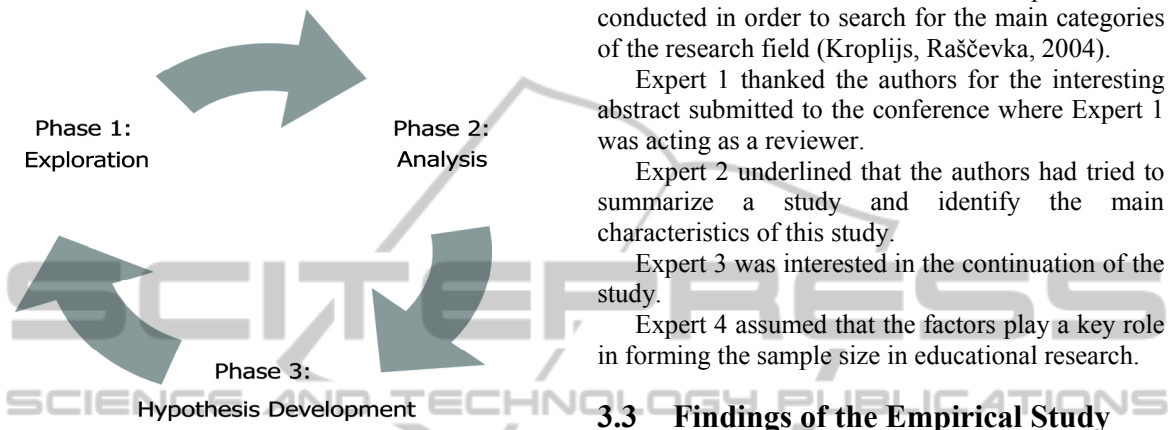 Phase 1:
Exploration
Phase 2:
Analysis
Phase 3:
Hypothesis Development
conducted in order to search for the main categories
of the research field (Kroplijs, Raščevka, 2004).
Expert 1 thanked the authors for the interesting
abstract submitted to the conference where Expert 1
was acting as a reviewer.
Expert 2 underlined that the authors had tried to
summarize a study and identify the main
characteristics of this study.
Expert 3 was interested in the continuation of the
study.
Expert 4 assumed that the factors play a key role
in forming the sample size in educational research.
3.3 Findings of the Empirical Study
SCITEPRESS
SCIENCE AND TECHNOLOGY PUBLICATIONS